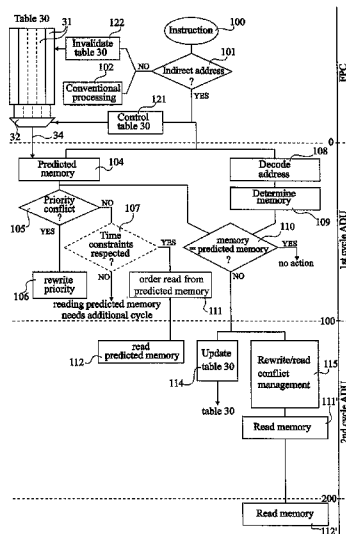 Table 30
31
122
Invalidate
table 30
102
Conventional
processing
NO
Instruction
100
101
Indirect address
?
YES
EPC
121
Control
table 30
32
34
0
Predicted
memory
104
Decode
address
108
Determine
memory
109
Priority
conflict
?
105
NO
YES
107
Time
constraints
respected?
YES
NO
memory
= predicted memory
?
110
YES
no action
NO
1st cycle ADU
rewrite
priority
106
order read from
predicted memory
111
reading predicted memory
needs additional cycle
100
read
predicted memory
112
Update
table 30
114
table 30
Rewrite/read
conflict
management
115
Read memory
111'
2nd cycle ADU
200
Read memory
112'